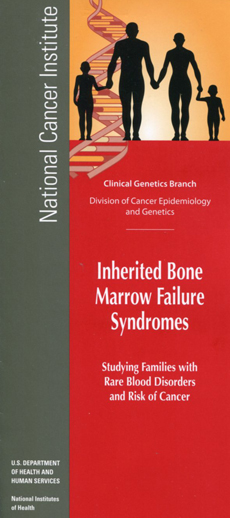 National Cancer Institute
Clinical Genetics Branch
Division of Cancer Epidemiology
and Genetics
Inherited Bone
Marrow Failure
Syndromes
Studying Families with
Rare Blood Disorders
and Risk of Cancer
U.S. DEPARTMENT
OF HEALTH AND
HUMAN SERVICES
National Institutes
of Health